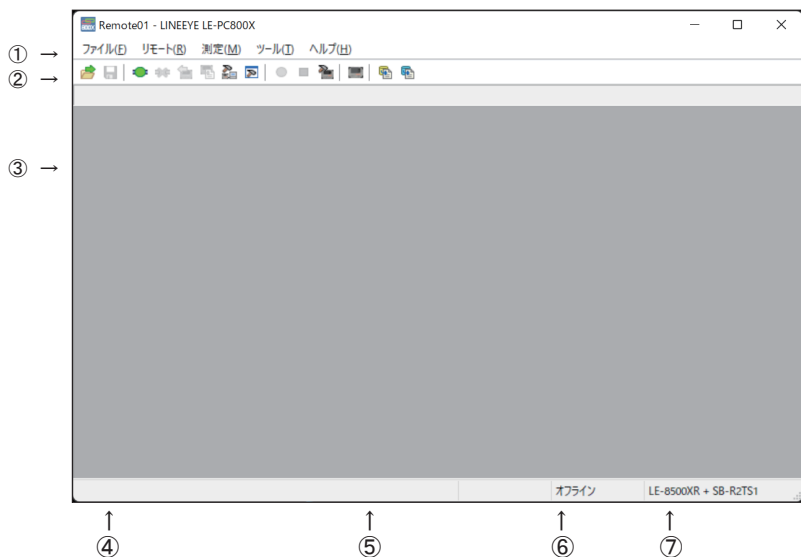 Remote01 - LINEEYE LE-PC800X
① → ファイル(F) リモート(R) 測定(M) ツール(T) ヘルプ(H)
② →
③ →
オフライン LE-8500XR + SB-R2TS1
↑ ↑ ↑ ↑
④ ⑤ ⑥ ⑦